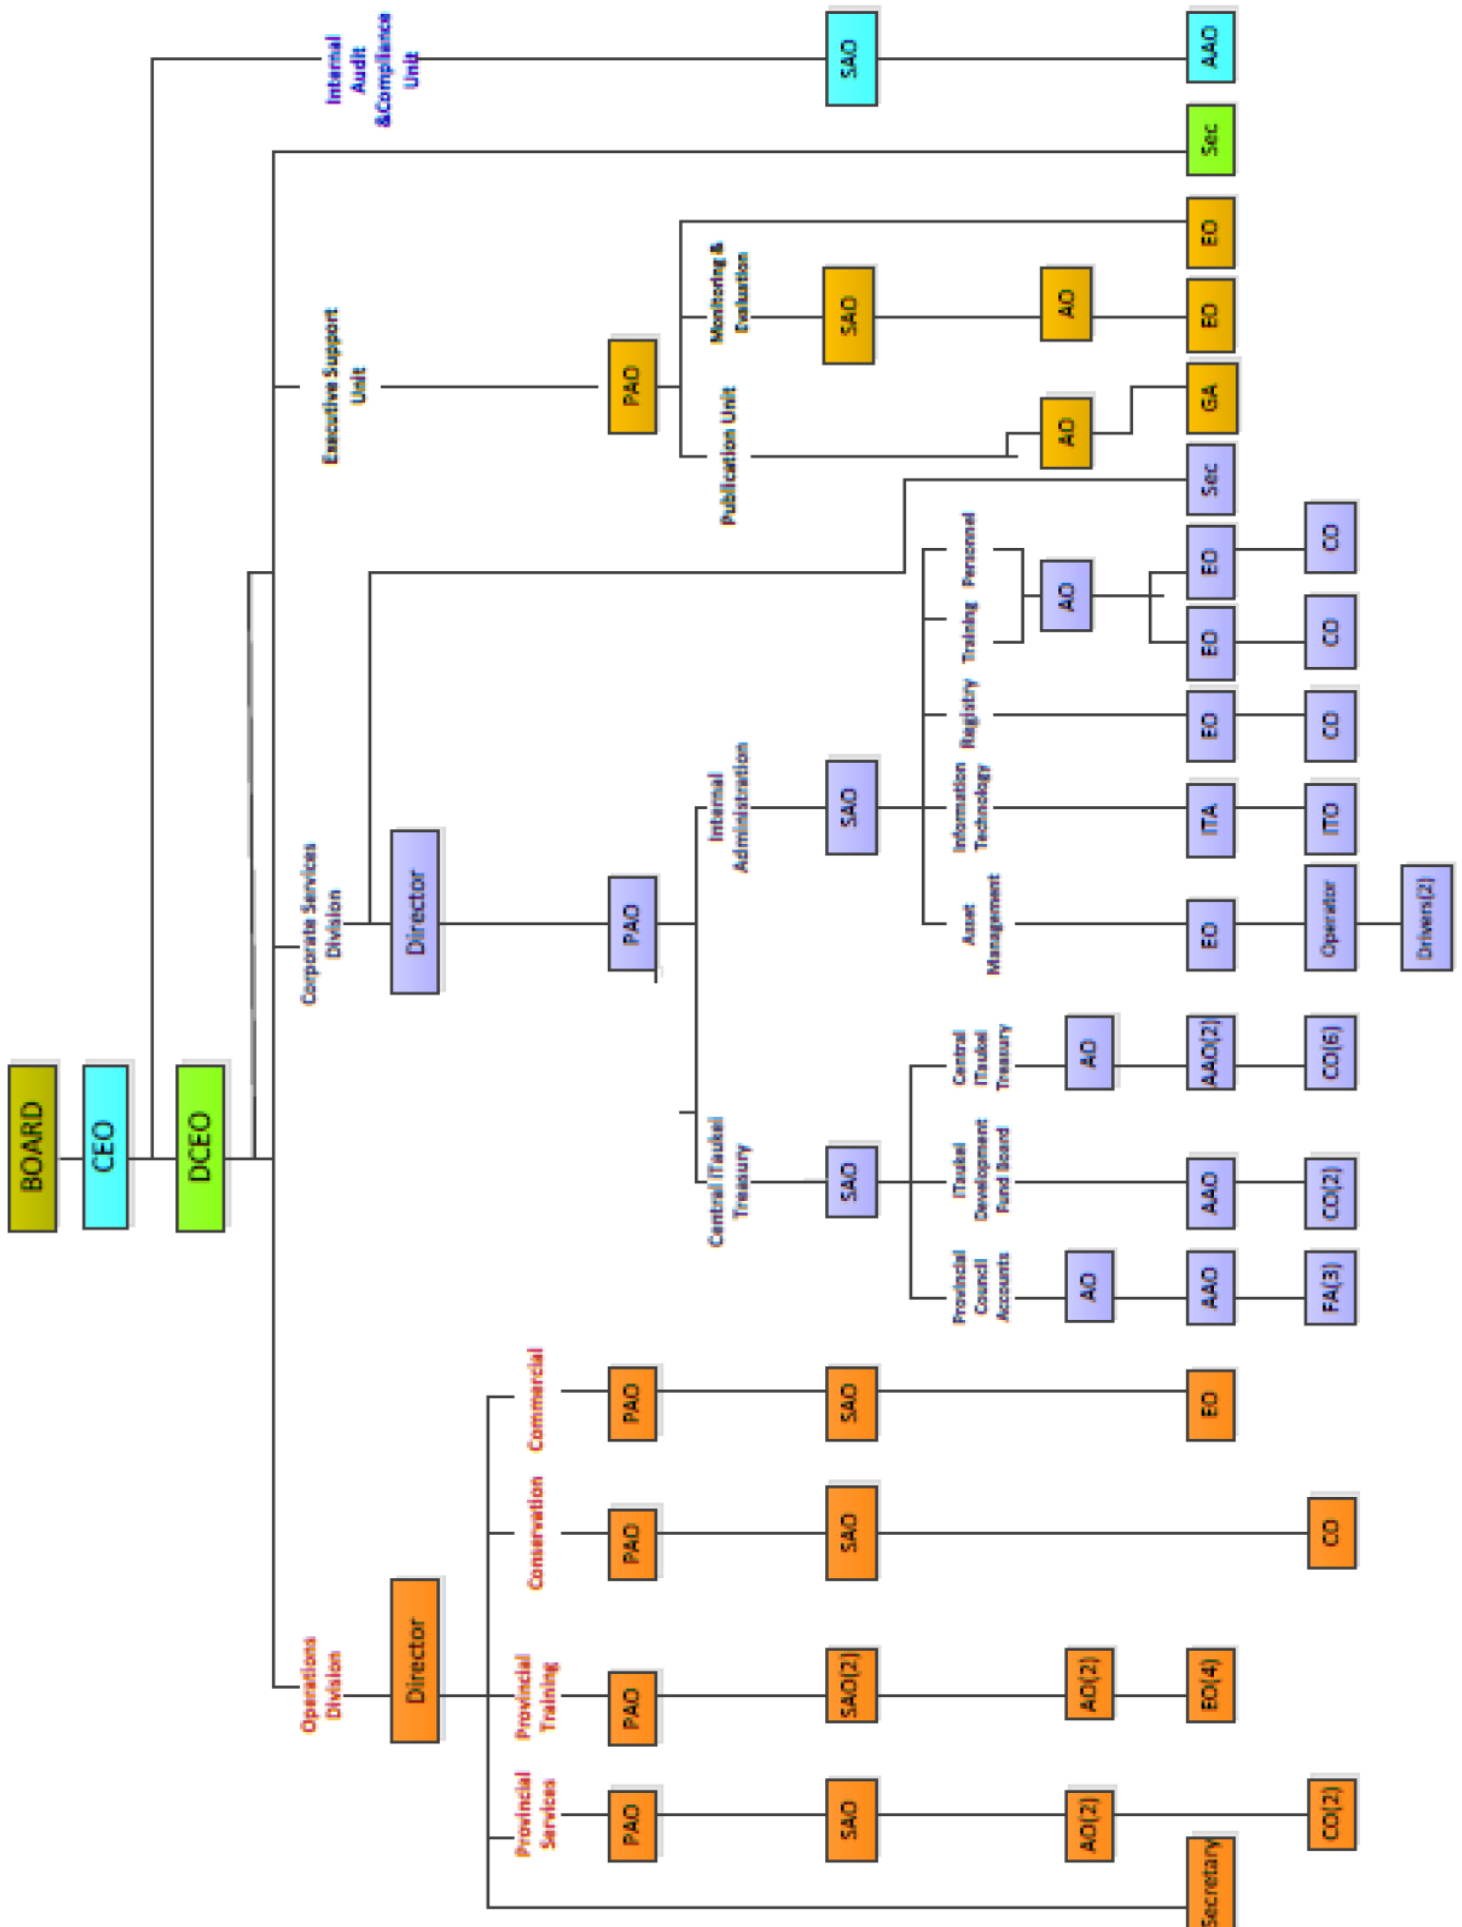 BOARD
CEO
DCEO
Operations
Division
Corporate Services
Division
Executive Support
Unit
Internal
Audit
&Compliance
Unit
Director
Director
Provincial
Services
Provincial
Training
Conservation
Commercial
PAO
PAO
PAO
PAO
PAO
PAO
Central iTaukei
Treasury
Internal
Administration
Publication Unit
Monitoring &
Evaluation
SAO
SAO(2)
SAO
SAO
SAO
SAO
SAO
SAO
Provincial
Council
Accounts
iTaukei
Development
Fund Board
Central
iTaukei
Treasury
Asset
Management
Information
Technology
Registry
Training
Personnel
AO(2)
AO(2)
AO
AO
AO
AO
AO
Secretary
EO(4)
EO
AAO
AAO
AAO(2)
EO
ITA
EO
EO
EO
Sec
GA
EO
EO
Sec
AAO
CO(2)
CO
FA(3)
CO(2)
CO(6)
Operator
ITO
CO
CO
CO
Drivers(2)